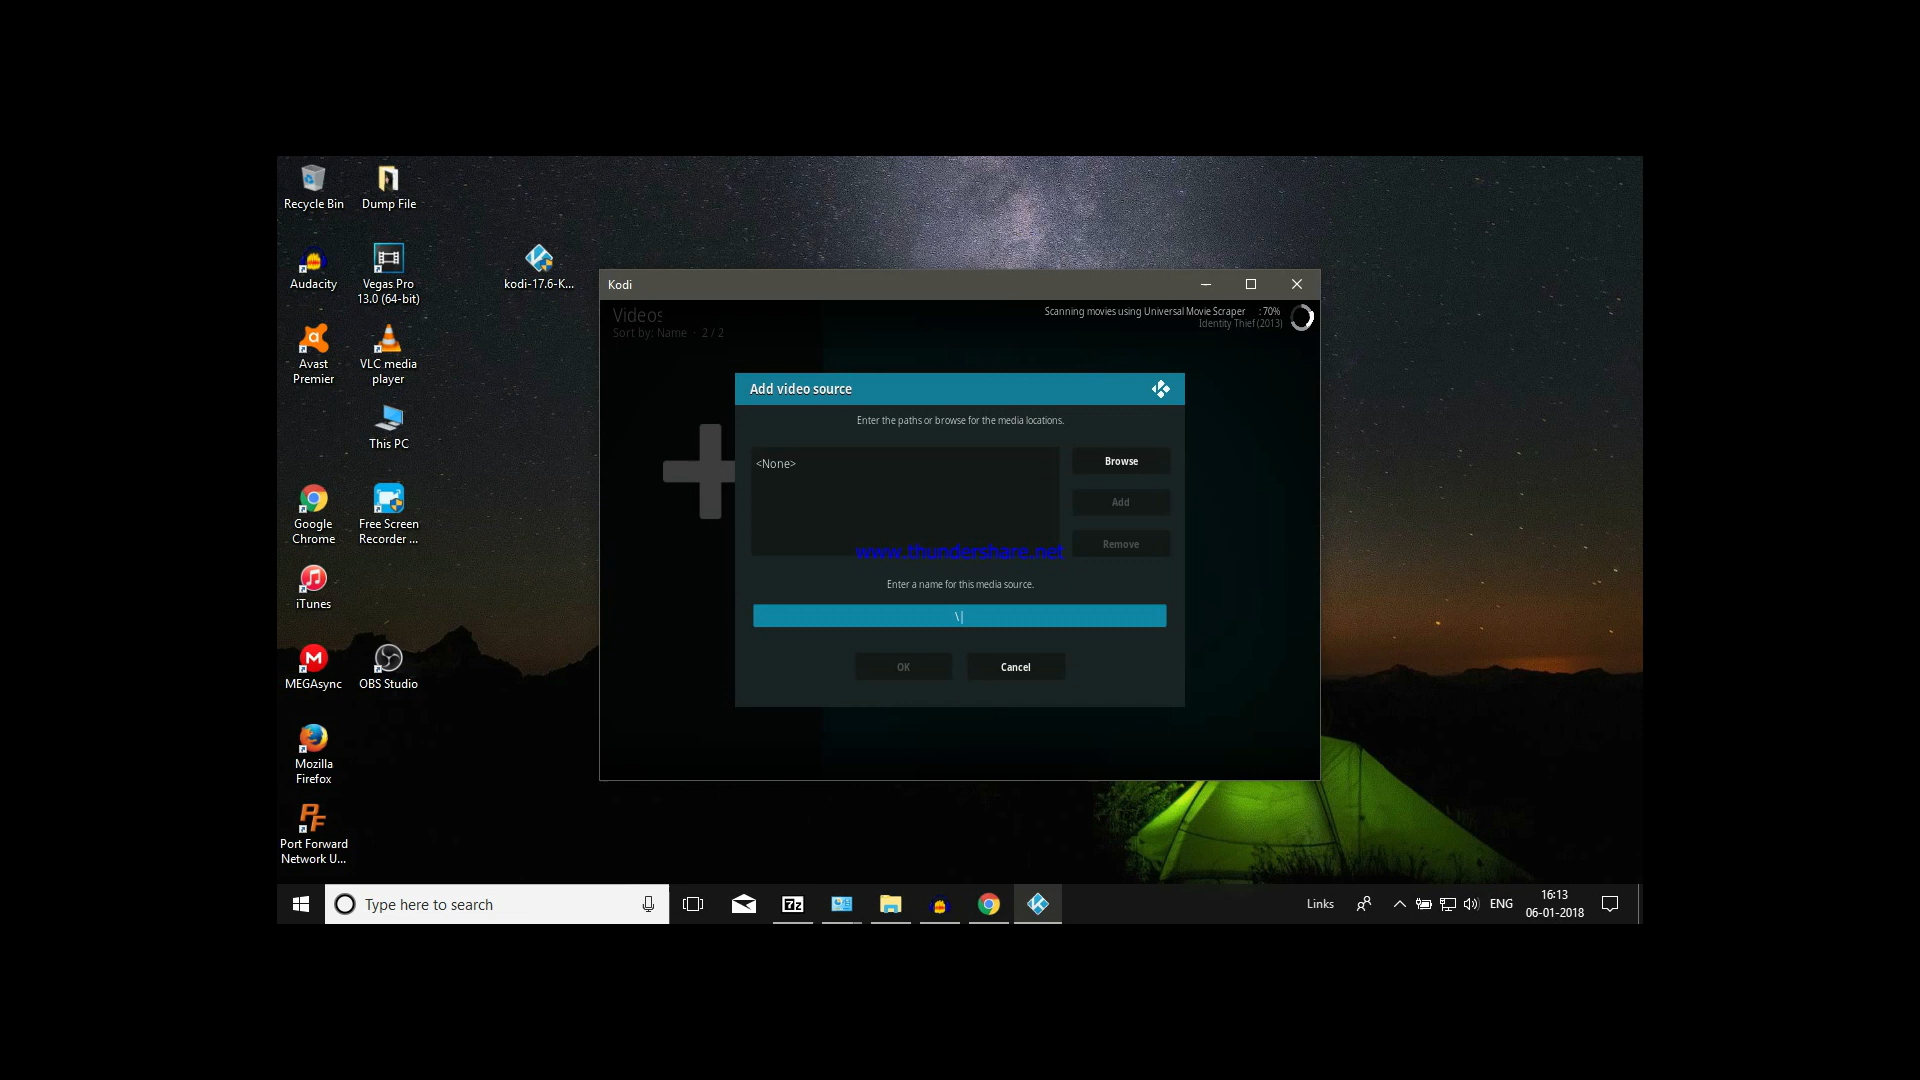 Recycle Bin
Dump File
Audacity
Vegas Pro
13.0 (64-bit)
kodi-17.6-K...
Avast
Premier
VLC media
player
This PC
Google
Chrome
Free Screen
Recorder ...
iTunes
MEGAsync
OBS Studio
Mozilla
Firefox
PF
Port Forward
Network U...
Kodi
Videos
Sort by: Name - 2 / 2
Scanning movies using Universal Movie Scraper : 70%
Identity Thief (2013)
Add video source
Enter the paths or browse for the media locations.
<None>
Browse
Add
Remove
www.thundershare.net
Enter a name for this media source.
\|
OK
Cancel
Type here to search
7z
Links
ENG
16:13
06-01-2018